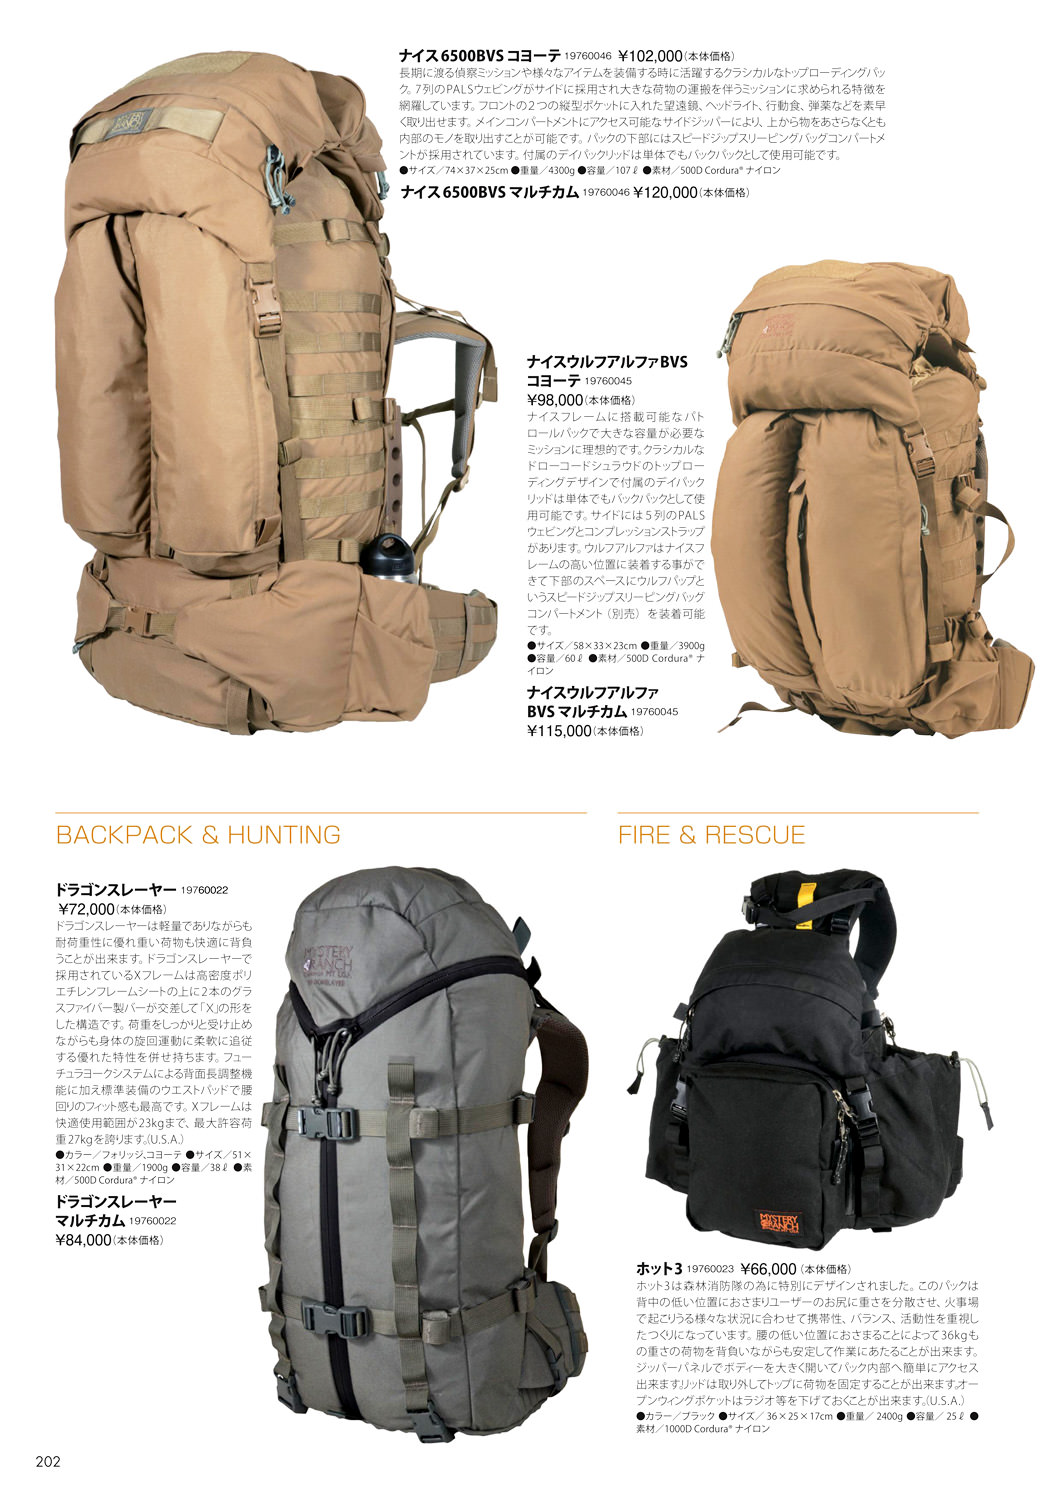 ナイス6500BVS コヨーテ 19760046 ¥102,000(本体価格)
長期に渡る偵察ミッションや様々なアイテムを装備する時に活躍するクラシカルなトップローディングパッ
ク。7列のPALSウェビングがサイドに採用され大きな荷物の運搬を伴うミッションに求められる特徴を
網羅しています。フロントの2つの縦型ポケットに入れた望遠鏡、ヘッドライト、行動食、弾薬などを素早
く取り出せます。メインコンパートメントにアクセス可能なサイドジッパーにより、上から物をあさらなくとも
内部のモノを取り出すことが可能です。パックの下部にはスピードジップスリーピングバッグコンパートメ
ントが採用されています。付属のデイパックリッドは単体でもバックパックとして使用可能です。
●サイズ／74×37×25cm ●重量／4300g ●容量／107ℓ ●素材／500D Cordura® ナイロン
ナイス6500BVS マルチカム 19760046 ¥120,000(本体価格)
MYSTERY
RANCH
ナイスウルフアルファBVS
コヨーテ 19760045
¥98,000(本体価格)
ナイスフレームに搭載可能なパト
ロールパックで大きな容量が必要な
ミッションに理想的です。クラシカルな
ドローコードシュラウドのトップロー
ディングデザインで付属のデイパック
リッドは単体でもバックパックとして使
用可能です。サイドには5列のPALS
ウェビングとコンプレッションストラップ
があります。ウルフアルファはナイスフ
レームの高い位置に装着する事がで
きて下部のスペースにウルフパップと
いうスピードジップスリーピングバッグ
コンパートメント（別売）を装着可能
です。
●サイズ／58×33×23cm ●重量／3900g
●容量／60ℓ ●素材／500D Cordura® ナ
イロン
ナイスウルフアルファ
BVS マルチカム 19760045
¥115,000(本体価格)
BACKPACK & HUNTING
ドラゴンスレーヤー 19760022
¥72,000(本体価格)
ドラゴンスレーヤーは軽量でありながらも
耐荷重性に優れ重い荷物も快適に背負
うことが出来ます。ドラゴンスレーヤーで
採用されているXフレームは高密度ポリ
エチレンフレームシートの上に2本のグラ
スファイバー製バーが交差して「X」の形を
した構造です。荷重をしっかりと受け止め
ながらも身体の旋回運動に柔軟に追従
する優れた特性を併せ持ちます。フュー
チュラヨークシステムによる背面長調整機
能に加え標準装備のウエストパッドで腰
回りのフィット感も最高です。Xフレームは
快適使用範囲が23kgまで、最大許容荷
重27kgを誇ります。(U.S.A.)
●カラー／フォリッジ、コヨーテ ●サイズ／51×
31×22cm ●重量／1900g ●容量／38ℓ ●素
材／500D Cordura® ナイロン
ドラゴンスレーヤー
マルチカム 19760022
¥84,000(本体価格)
MYSTERY
RANCH
FIRE & RESCUE
MYSTERY
RANCH
ホット3 19760023 ¥66,000 (本体価格)
ホット3は森林消防隊の為に特別にデザインされました。このパックは
背中の低い位置におさまりユーザーのお尻に重さを分散させ、火事場
で起こりうる様々な状況に合わせて携帯性、バランス、活動性を重視し
たつくりになっています。腰の低い位置におさまることによって36kgも
の重さの荷物を背負いながらも安定して作業にあたることが出来ます。
ジッパーパネルでボディーを大きく開いてパック内部へ簡単にアクセス
出来ます。リッドは取り外してトップに荷物を固定することが出来ます。オー
プンウィングポケットはラジオ等を下げておくことが出来ます。(U.S.A.)
●カラー／ブラック ●サイズ／36×25×17cm ●重量／2400g ●容量／25ℓ ●
素材／1000D Cordura® ナイロン
202